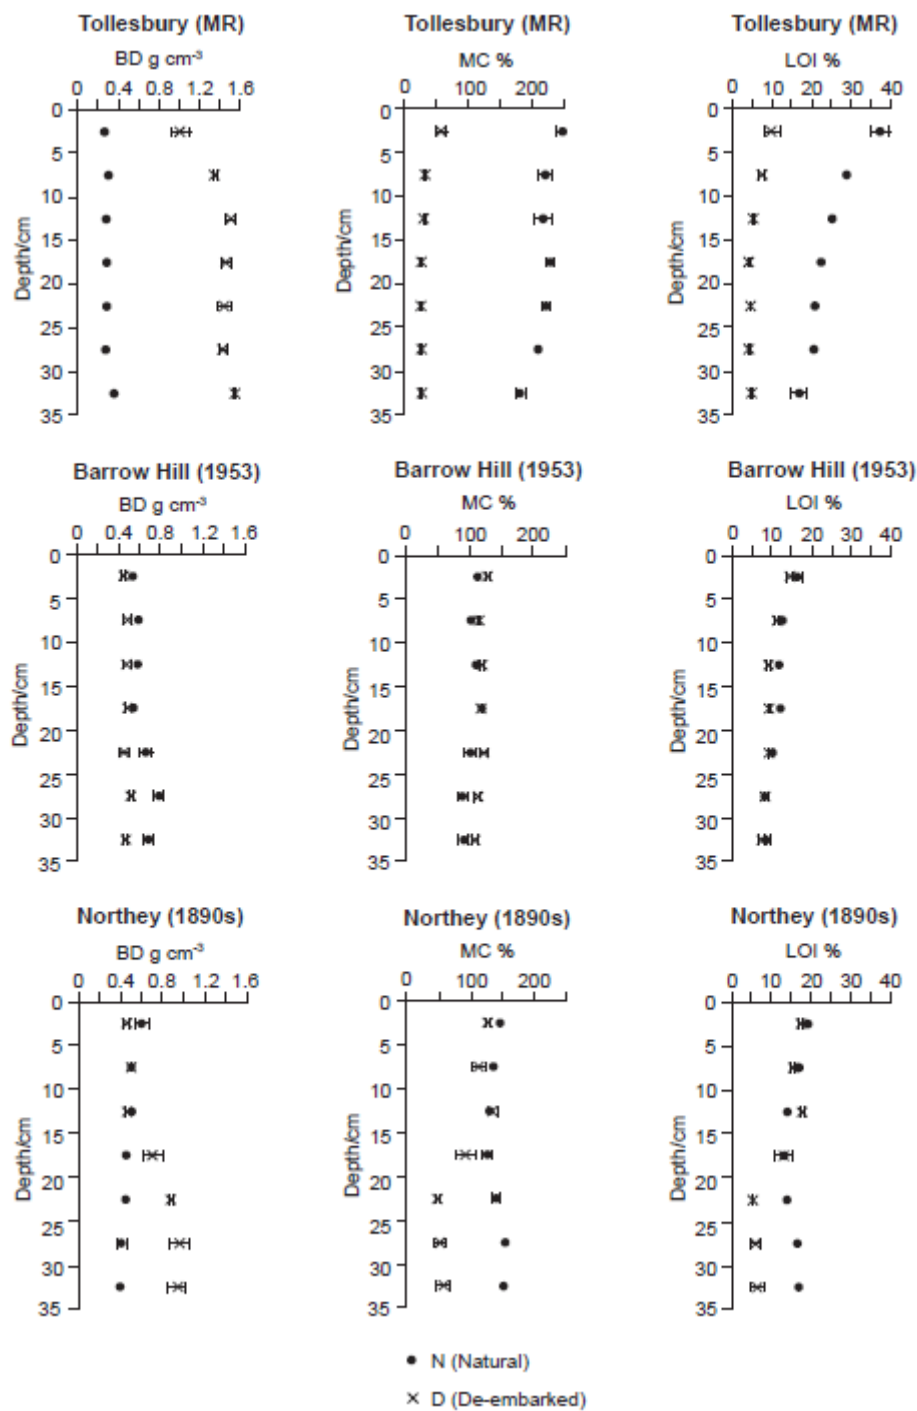 Tollesbury (MR) Tollesbury (MR) Tollesbury (MR)
BD g cm-3 MC % LOI %
0 0.4 0.8 1.2 1.6 0 100 200 0 10 20 30 40
0 0 0
5 5 5
10 10 10
15 15 15
20 20 20
25 25 25
30 30 30
35 35 35
Depth/cm Depth/cm Depth/cm
Barrow Hill (1953) Barrow Hill (1953) Barrow Hill (1953)
BD g cm-3 MC % LOI %
0 0.4 0.8 1.2 1.6 0 100 200 0 10 20 30 40
0 0 0
5 5 5
10 10 10
15 15 15
20 20 20
25 25 25
30 30 30
35 35 35
Depth/cm Depth/cm Depth/cm
Northey (1890s) Northey (1890s) Northey (1890s)
BD g cm-3 MC % LOI %
0 0.4 0.8 1.2 1.6 0 100 200 0 10 20 30 40
0 0 0
5 5 5
10 10 10
15 15 15
20 20 20
25 25 25
30 30 30
35 35 35
Depth/cm Depth/cm Depth/cm
N (Natural)
D (De-embarked)